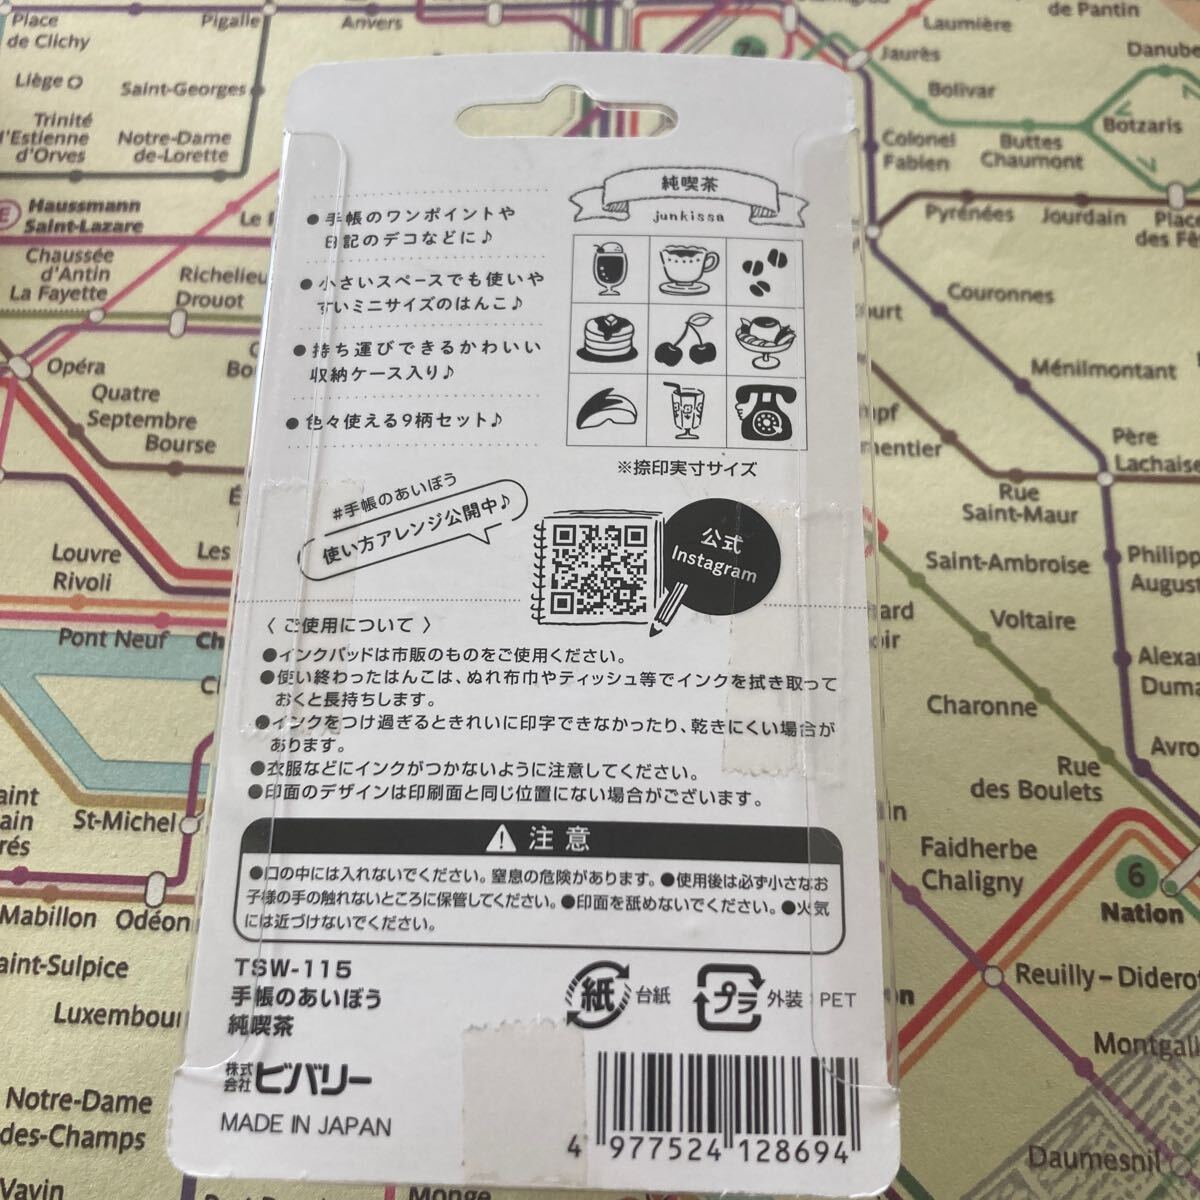 純喫茶
junkissa
●手帳のワンポイントや
日記のデコなどに♪
●小さいスペースでも使いや
すいミニサイズのはんこ♪
●持ち運びできるかわいい
収納ケース入り♪
●色々使える9柄セット♪
※捺印実寸サイズ
#手帳のあいぼう
使い方アレンジ公開中♪
公式
Instagram
〈 ご使用について 〉
●インクパッドは市販のものをご使用ください。
●使い終わったはんこは、ぬれ布巾やティッシュ等でインクを拭き取って
おくと長持ちします。
●インクをつけ過ぎるときれいに印字できなかったり、乾きにくい場合が
あります。
●衣服などにインクがつかないように注意してください。
●印面のデザインは印刷面と同じ位置にない場合がございます。
注意
●口の中には入れないでください。窒息の危険があります。●使用後は必ず小さなお
子様の手の触れないところに保管してください。●印面を舐めないでください。●火気
には近づけないでください。
TSW-115
手帳のあいぼう
純喫茶
紙 台紙
プラ 外装:PET
株式会社 ビバリー
MADE IN JAPAN
4 977524 128694
Place
de Clichy
Pigalle
Anvers
Liège
Saint-Georges
Trinité
d'Estienne
d'Orves
Notre-Dame
de-Lorette
E
Haussmann
Saint-Lazare
Chaussée
d'Antin
La Fayette
Richelieu
Drouot
Opéra
Quatre
Septembre
Bourse
Louvre
Rivoli
Les
Pont Neuf
St-Michel
Mabillon
Odéon
aint-Sulpice
Luxembou
Notre-Dame
des-Champs
Vavin
Monge
Laumière
de Pantin
Jaurès
Danube
Bolivar
Botzaris
Colonel
Fabien
Buttes
Chaumont
Pyrénées
Jourdain
Plac
des Fê
Couronnes
Ménilmontant
Père
Lachaise
Rue
Saint-Maur
Saint-Ambroise
Philipp
August
Voltaire
Alexan
Duma
Charonne
Avro
Rue
des Boulets
Faidherbe
Chaligny
6
Nation
Reuilly–Diderot
Montgall
Daumesnil